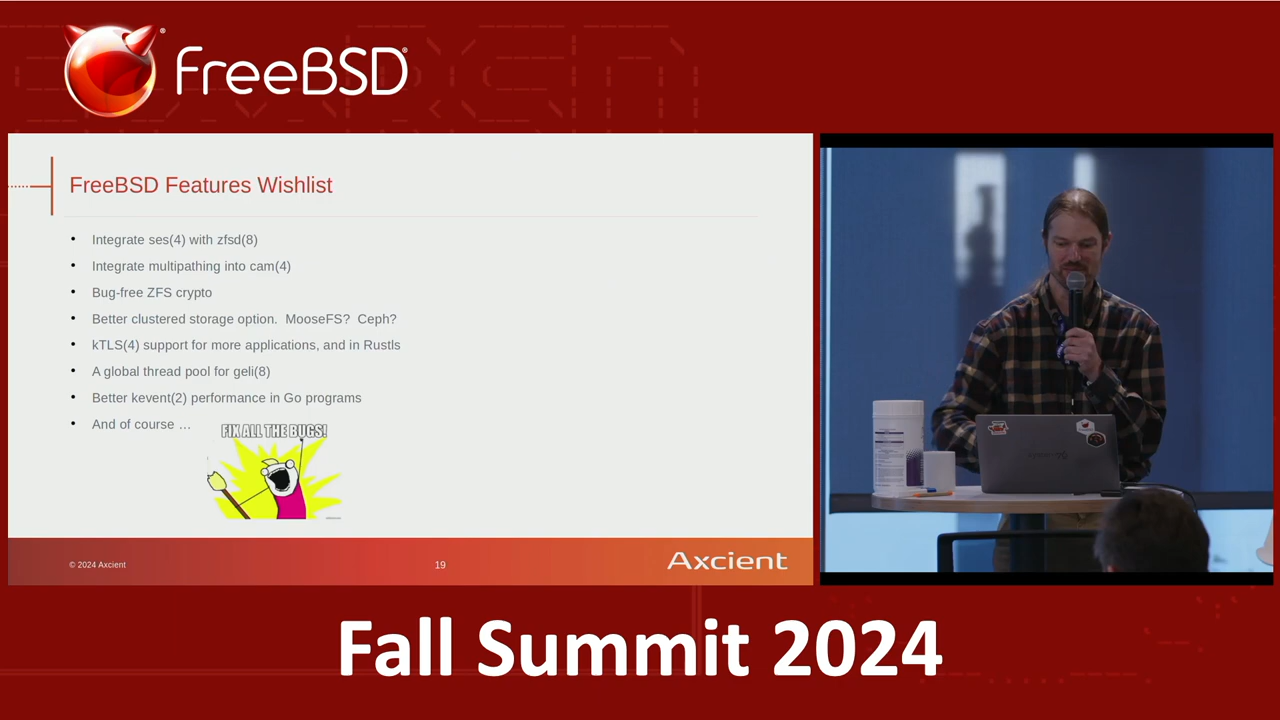 FreeBSD®
FreeBSD Features Wishlist
• Integrate ses(4) with zfsd(8)
• Integrate multipathing into cam(4)
• Bug-free ZFS crypto
• Better clustered storage option.  MooseFS?  Ceph?
• kTLS(4) support for more applications, and in Rustls
• A global thread pool for geli(8)
• Better kevent(2) performance in Go programs
• And of course …
FIX ALL THE BUGS!
© 2024 Axcient
19
Axcient
Fall Summit 2024